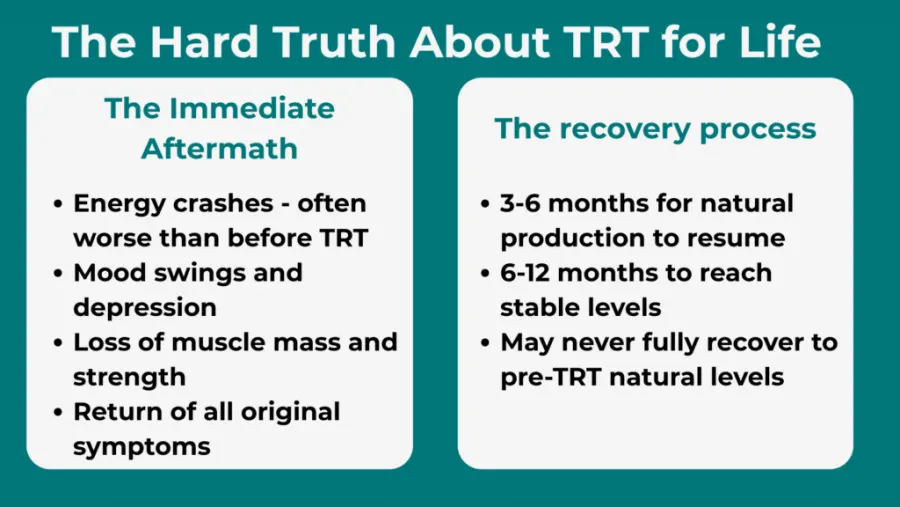 The Hard Truth About TRT for Life
The Immediate
Aftermath
• Energy crashes - often
worse than before TRT
• Mood swings and
depression
• Loss of muscle mass and
strength
• Return of all original
symptoms
The recovery process
• 3-6 months for natural
production to resume
• 6-12 months to reach
stable levels
• May never fully recover to
pre-TRT natural levels